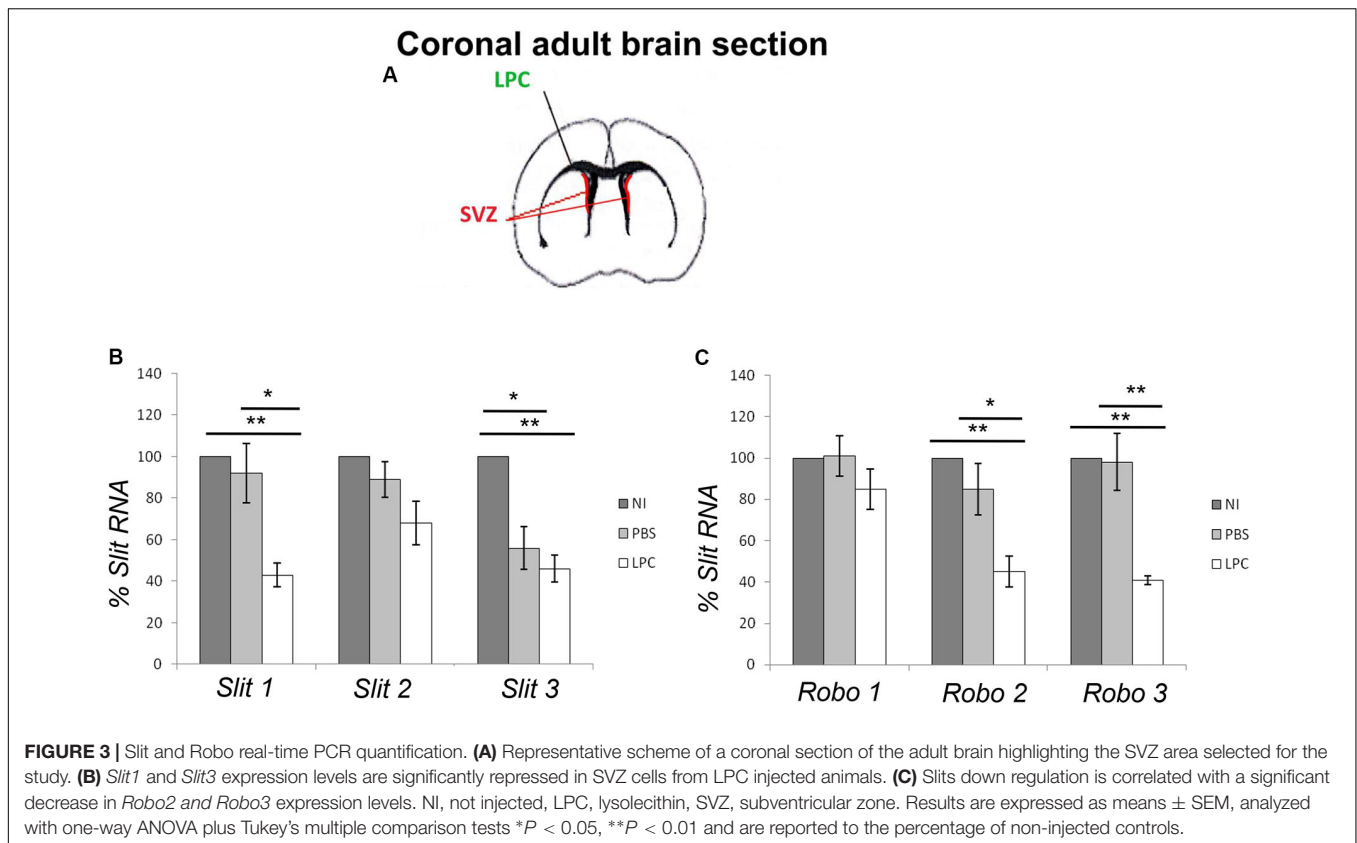 Coronal adult brain section
A
LPC
SVZ
B
140
120
100
80
60
40
20
0
% Slit RNA
*
**
*
**
NI
PBS
LPC
Slit 1
Slit 2
Slit 3
C
140
120
100
80
60
40
20
0
% Slit RNA
*
**
**
**
NI
PBS
LPC
Robo 1
Robo 2
Robo 3
FIGURE 3 | Slit and Robo real-time PCR quantification. (A) Representative scheme of a coronal section of the adult brain highlighting the SVZ area selected for the
study. (B) Slit1 and Slit3 expression levels are significantly repressed in SVZ cells from LPC injected animals. (C) Slits down regulation is correlated with a significant
decrease in Robo2 and Robo3 expression levels. NI, not injected, LPC, lysolecithin, SVZ, subventricular zone. Results are expressed as means ± SEM, analyzed
with one-way ANOVA plus Tukey's multiple comparison tests *P < 0.05, **P < 0.01 and are reported to the percentage of non-injected controls.